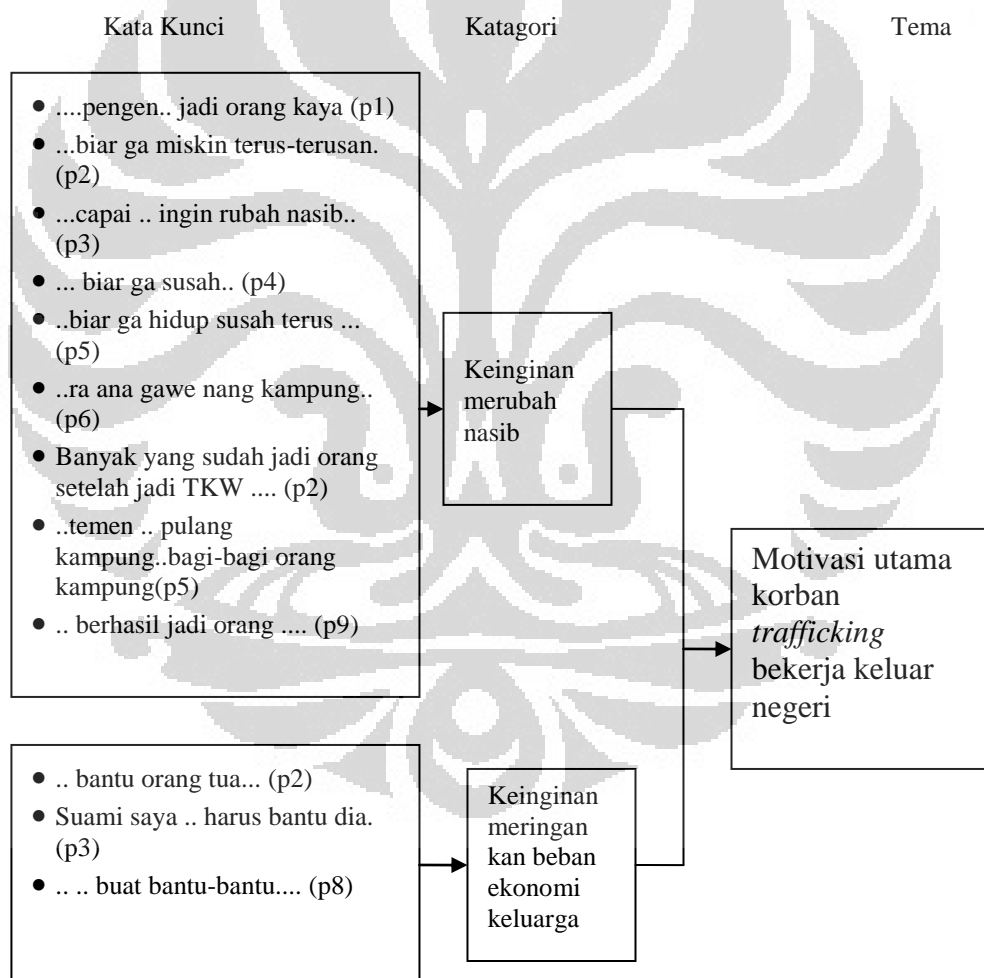 Kata Kunci Katagori Tema
• ....pengen.. jadi orang kaya (p1)
• ...biar ga miskin terus-terusan.
(p2)
• ...capai .. ingin rubah nasib..
(p3)
• ... biar ga susah.. (p4)
• ..biar ga hidup susah terus ...
(p5)
• ..ra ana gawe nang kampung..
(p6)
• Banyak yang sudah jadi orang
setelah jadi TKW .... (p2)
• ..temen .. pulang
kampung..bagi-bagi orang
kampung(p5)
• .. berhasil jadi orang .... (p9)
Keinginan
merubah
nasib
• .. bantu orang tua... (p2)
• Suami saya .. harus bantu dia.
(p3)
• .. .. buat bantu-bantu.... (p8)
Keinginan
meringan
kan beban
ekonomi
keluarga
Motivasi utama
korban
trafficking
bekerja keluar
negeri